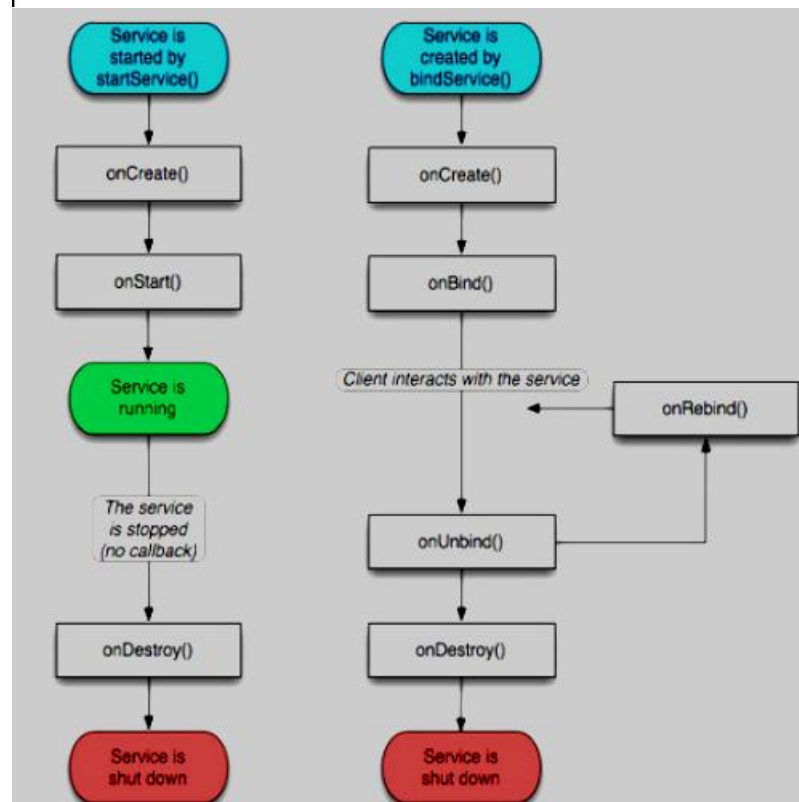 Service is
started by
startService()
onCreate()
onStart()
Service is
running
The service
is stopped
(no callback)
onDestroy()
Service is
shut down
Service is
created by
bindService()
onCreate()
onBind()
Client interacts with the service
onRebind()
onUnbind()
onDestroy()
Service is
shut down